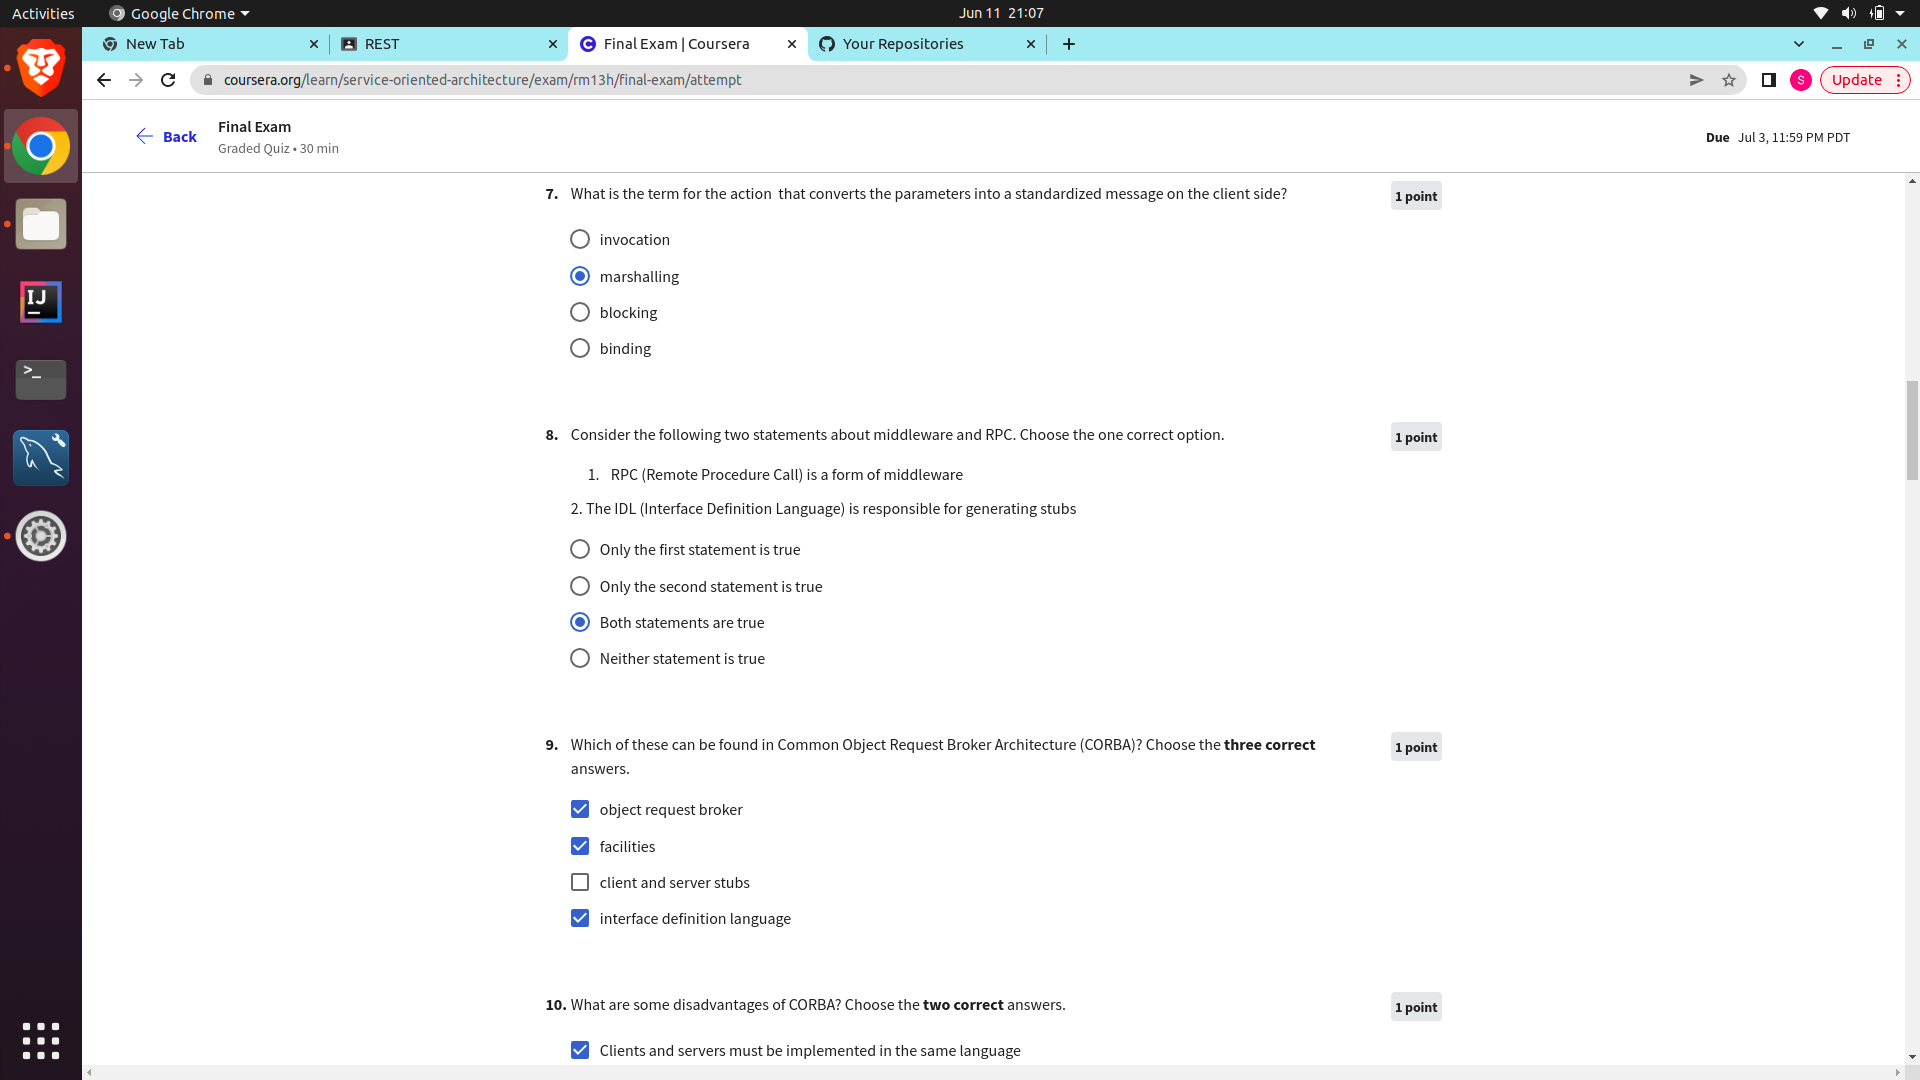 Activities
Google Chrome
Jun 11 21:07
New Tab
REST
Final Exam | Coursera
Your Repositories
coursera.org/learn/service-oriented-architecture/exam/rm13h/final-exam/attempt
S
Update
Back
Final Exam
Graded Quiz • 30 min
Due Jul 3, 11:59 PM PDT
7. What is the term for the action that converts the parameters into a standardized message on the client side?
1 point
invocation
marshalling
blocking
binding
8. Consider the following two statements about middleware and RPC. Choose the one correct option.
1 point
1. RPC (Remote Procedure Call) is a form of middleware
2. The IDL (Interface Definition Language) is responsible for generating stubs
Only the first statement is true
Only the second statement is true
Both statements are true
Neither statement is true
9. Which of these can be found in Common Object Request Broker Architecture (CORBA)? Choose the three correct
answers.
1 point
object request broker
facilities
client and server stubs
interface definition language
10. What are some disadvantages of CORBA? Choose the two correct answers.
1 point
Clients and servers must be implemented in the same language
IJ
>_